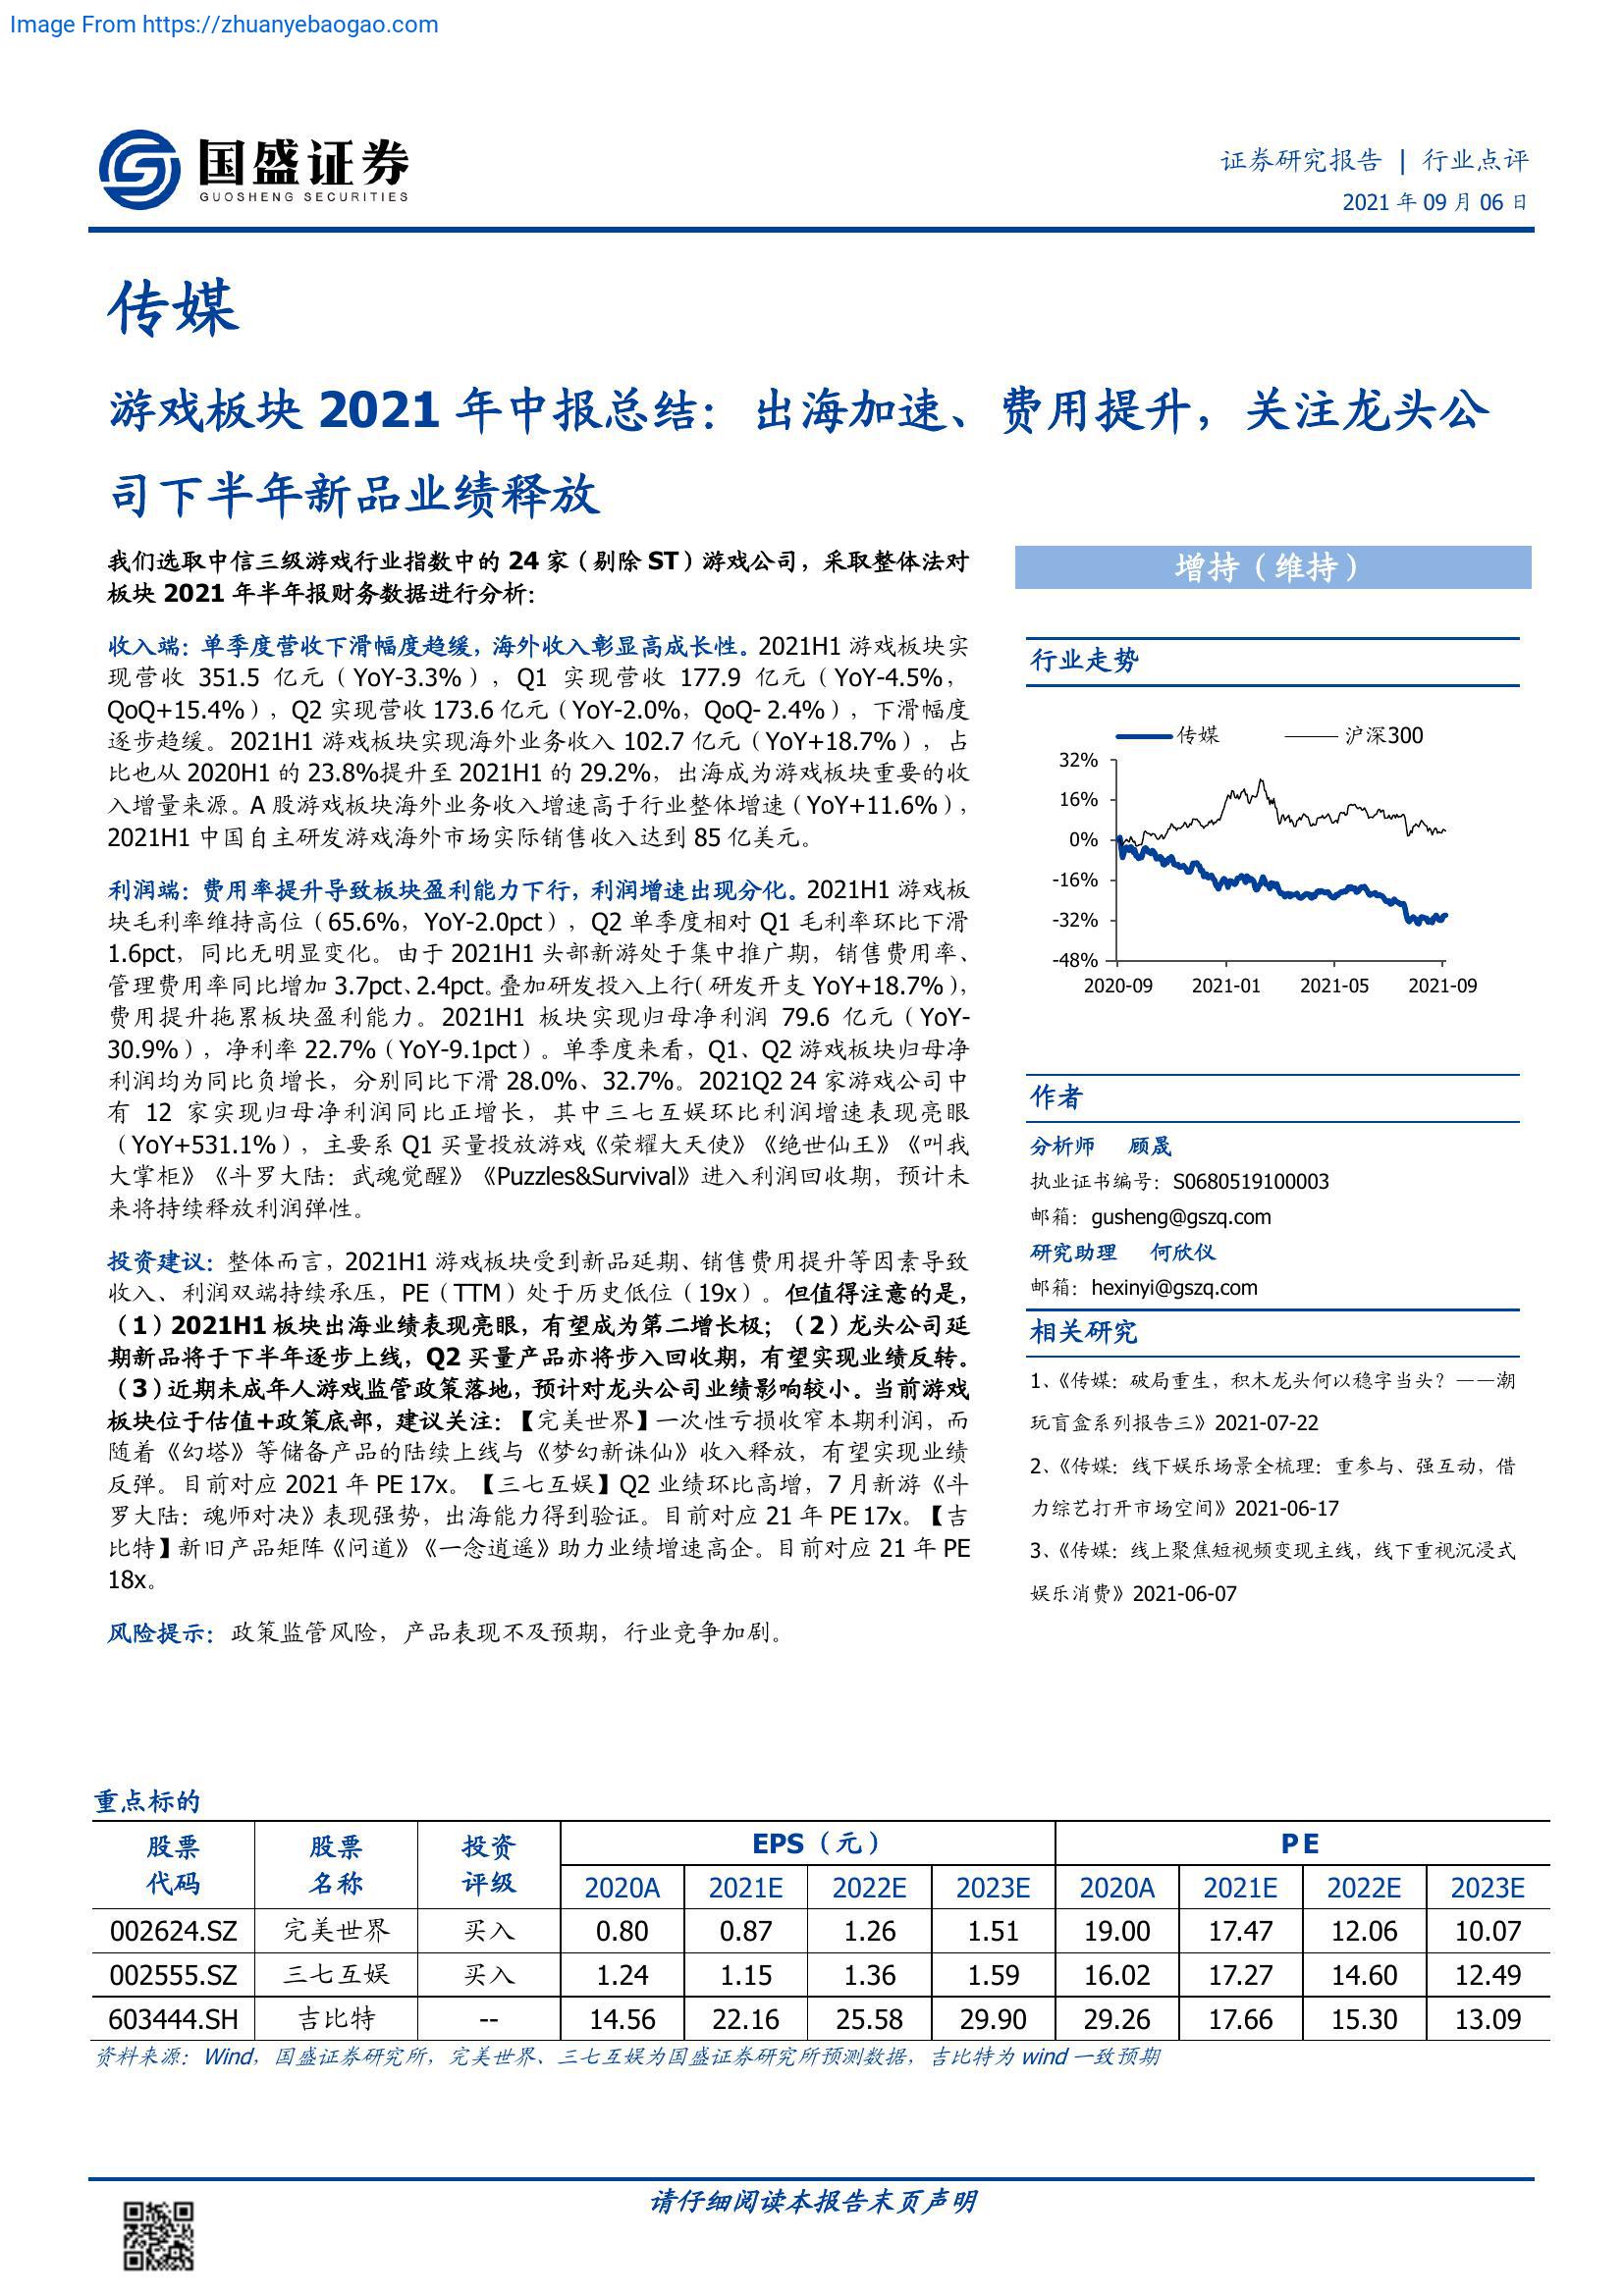 Image From https://zhuanyebaogao.com
国盛证券
GUOSHENG SECURITIES
证券研究报告 | 行业点评
2021 年 09 月 06 日
传媒
游戏板块 2021 年中报总结：出海加速、费用提升，关注龙头公
司下半年新品业绩释放
我们选取中信三级游戏行业指数中的 24 家（剔除 ST）游戏公司，采取整体法对
板块 2021 年半年报财务数据进行分析：
收入端：单季度营收下滑幅度趋缓，海外收入彰显高成长性。2021H1 游戏板块实
现营收 351.5 亿元（YoY-3.3%），Q1 实现营收 177.9 亿元（YoY-4.5%，
QoQ+15.4%），Q2 实现营收 173.6 亿元（YoY-2.0%，QoQ- 2.4%），下滑幅度
逐步趋缓。2021H1 游戏板块实现海外业务收入 102.7 亿元（YoY+18.7%），占
比也从 2020H1 的 23.8%提升至 2021H1 的 29.2%，出海成为游戏板块重要的收
入增量来源。A 股游戏板块海外业务收入增速高于行业整体增速（YoY+11.6%），
2021H1 中国自主研发游戏海外市场实际销售收入达到 85 亿美元。
利润端：费用率提升导致板块盈利能力下行，利润增速出现分化。2021H1 游戏板
块毛利率维持高位（65.6%，YoY-2.0pct），Q2 单季度相对 Q1 毛利率环比下滑
1.6pct，同比无明显变化。由于 2021H1 头部新游处于集中推广期，销售费用率、
管理费用率同比增加 3.7pct、2.4pct。叠加研发投入上行（研发开支 YoY+18.7%），
费用提升拖累板块盈利能力。2021H1 板块实现归母净利润 79.6 亿元（YoY-
30.9%），净利率 22.7%（YoY-9.1pct）。单季度来看，Q1、Q2 游戏板块归母净
利润均为同比负增长，分别同比下滑 28.0%、32.7%。2021Q2 24 家游戏公司中
有 12 家实现归母净利润同比正增长，其中三七互娱环比利润增速表现亮眼
（YoY+531.1%），主要系 Q1 买量投放游戏《荣耀大天使》《绝世仙王》《叫我
大掌柜》《斗罗大陆：武魂觉醒》《Puzzles&Survival》进入利润回收期，预计未
来将持续释放利润弹性。
投资建议：整体而言，2021H1 游戏板块受到新品延期、销售费用提升等因素导致
收入、利润双端持续承压，PE（TTM）处于历史低位（19x）。但值得注意的是，
（1）2021H1 板块出海业绩表现亮眼，有望成为第二增长极；（2）龙头公司延
期新品将于下半年逐步上线，Q2 买量产品亦将步入回收期，有望实现业绩反转。
（3）近期未成年人游戏监管政策落地，预计对龙头公司业绩影响较小。当前游戏
板块位于估值+政策底部，建议关注：【完美世界】一次性亏损收窄本期利润，而
随着《幻塔》等储备产品的陆续上线与《梦幻新诛仙》收入释放，有望实现业绩
反弹。目前对应 2021 年 PE 17x。【三七互娱】Q2 业绩环比高增，7 月新游《斗
罗大陆：魂师对决》表现强势，出海能力得到验证。目前对应 21 年 PE 17x。【吉
比特】新旧产品矩阵《问道》《一念逍遥》助力业绩增速高企。目前对应 21 年 PE
18x。
风险提示：政策监管风险，产品表现不及预期，行业竞争加剧。
增持（维持）
行业走势
传媒 沪深300
32%
16%
0%
-16%
-32%
-48%
2020-09 2021-01 2021-05 2021-09
作者
分析师 顾晟
执业证书编号：S0680519100003
邮箱：gusheng@gszq.com
研究助理 何欣仪
邮箱：hexinyi@gszq.com
相关研究
1、《传媒：破局重生，积木龙头何以稳字当头？——潮
玩盲盒系列报告三》2021-07-22
2、《传媒：线下娱乐场景全梳理：重参与、强互动，借
力综艺打开市场空间》2021-06-17
3、《传媒：线上聚焦短视频变现主线，线下重视沉浸式
娱乐消费》2021-06-07
重点标的
股票 股票 投资 EPS（元） PE
代码 名称 评级 2020A 2021E 2022E 2023E 2020A 2021E 2022E 2023E
002624.SZ 完美世界 买入 0.80 0.87 1.26 1.51 19.00 17.47 12.06 10.07
002555.SZ 三七互娱 买入 1.24 1.15 1.36 1.59 16.02 17.27 14.60 12.49
603444.SH 吉比特 -- 14.56 22.16 25.58 29.90 29.26 17.66 15.30 13.09
资料来源：Wind，国盛证券研究所，完美世界、三七互娱为国盛证券研究所预测数据，吉比特为 wind 一致预期
请仔细阅读本报告末页声明